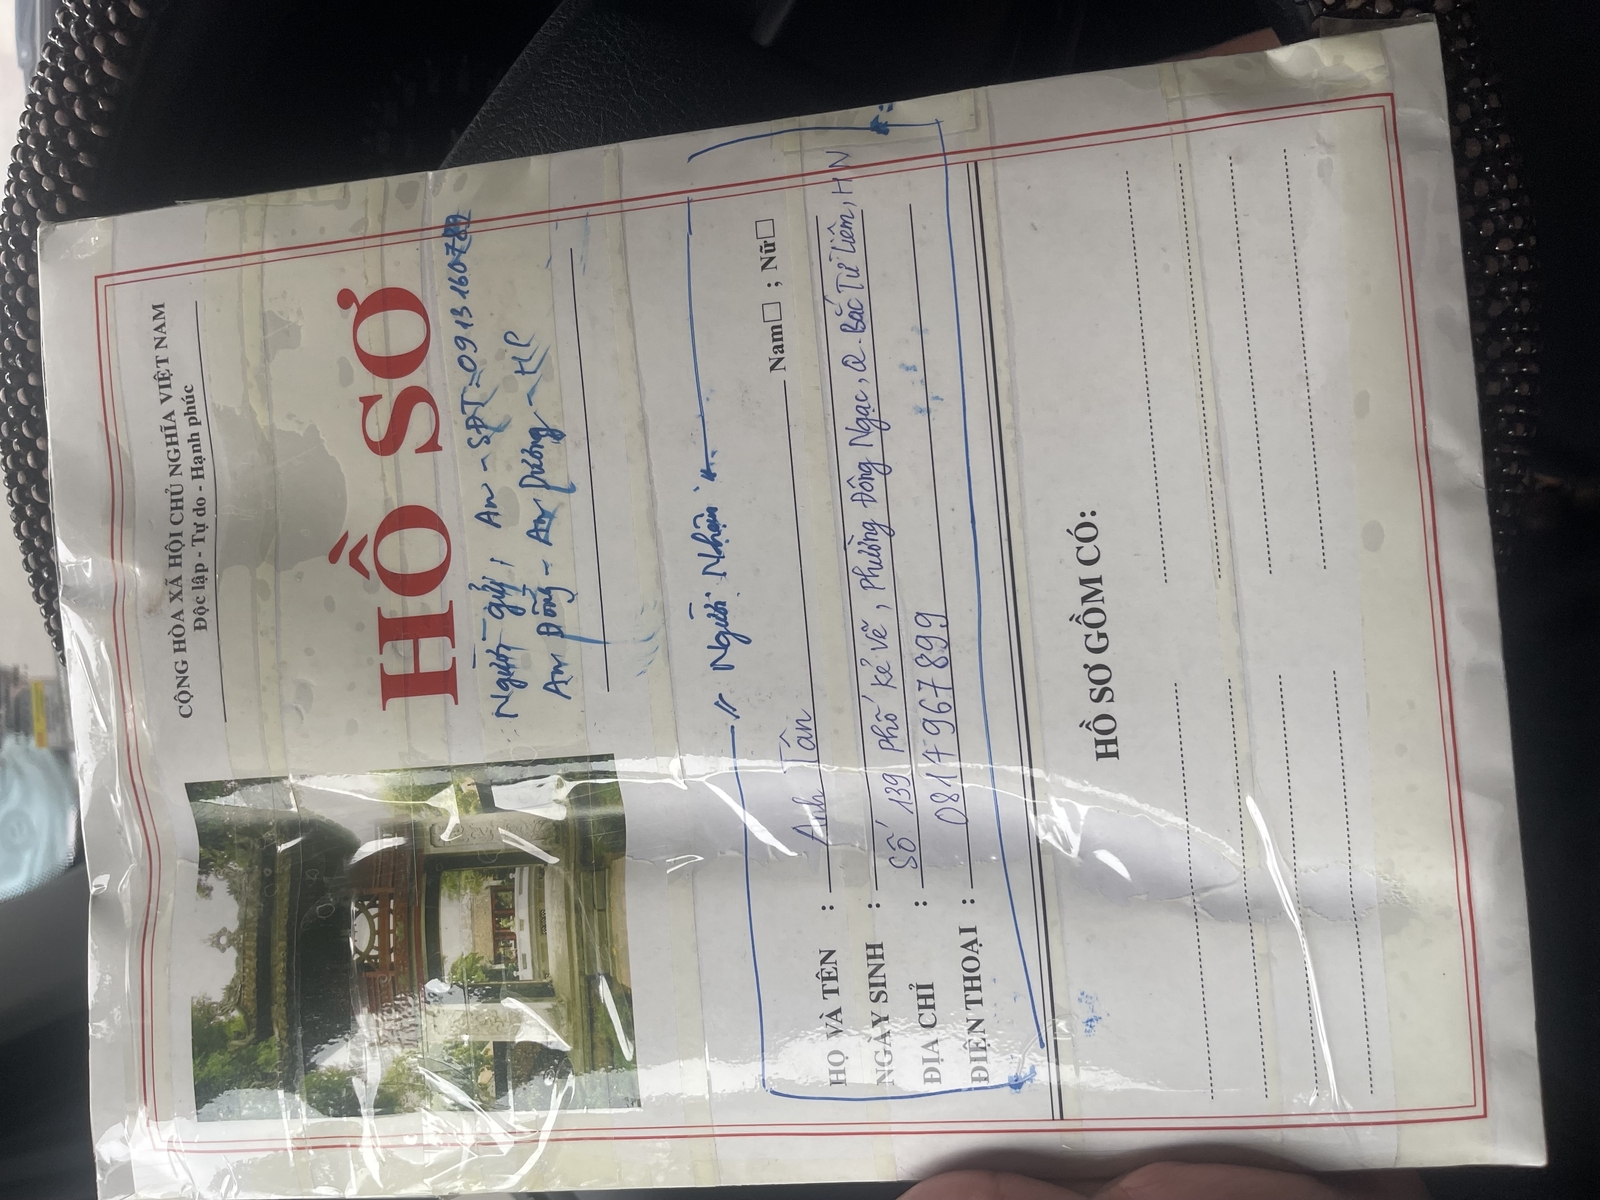 CỘNG HÒA XÃ HỘI CHỦ NGHĨA VIỆT NAM
Độc lập - Tự do - Hạnh phúc
HỒ SƠ
Người gửi: An - SĐT: 0913160789
An Đồng - An Dương - HP
" Người Nhận "
HỌ VÀ TÊN : Anh Tân Nam ; Nữ
NGÀY SINH :
ĐỊA CHỈ : Số 139 Phố Kẻ Vẽ, Phường Đông Ngạc, Q. Bắc Từ Liêm, HN
ĐIỆN THOẠI : 0817967899
HỒ SƠ GỒM CÓ: